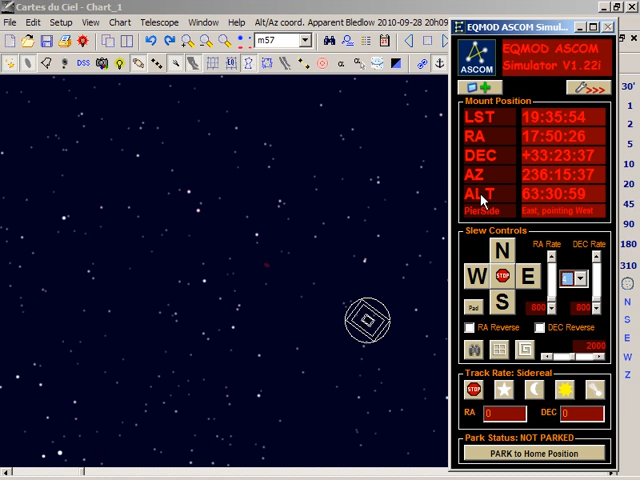 Cartes du Ciel - Chart_1
File Edit Setup View Chart Telescope Window Help Alt/Az coord. Apparent Bledlow 2010-09-28 20h09
m57
DSS
EQMOD ASCOM Simul...
ASCOM
EQMOD ASCOM
Simulator V1.22i
>>>
Mount Position
LST 19:35:54
RA 17:50:26
DEC +33:23:37
AZ 236:15:37
ALT 63:30:59
PierSide East, pointing West
Slew Controls
RA Rate DEC Rate
N
W STOP E
S
Pad 800 800
RA Reverse DEC Reverse
2000
Track Rate: Sidereal
STOP
RA 0 DEC 0
Park Status: NOT PARKED
PARK to Home Position
30'
1
2
5
10
20
45
90
180
310
N
S
E
W
Z